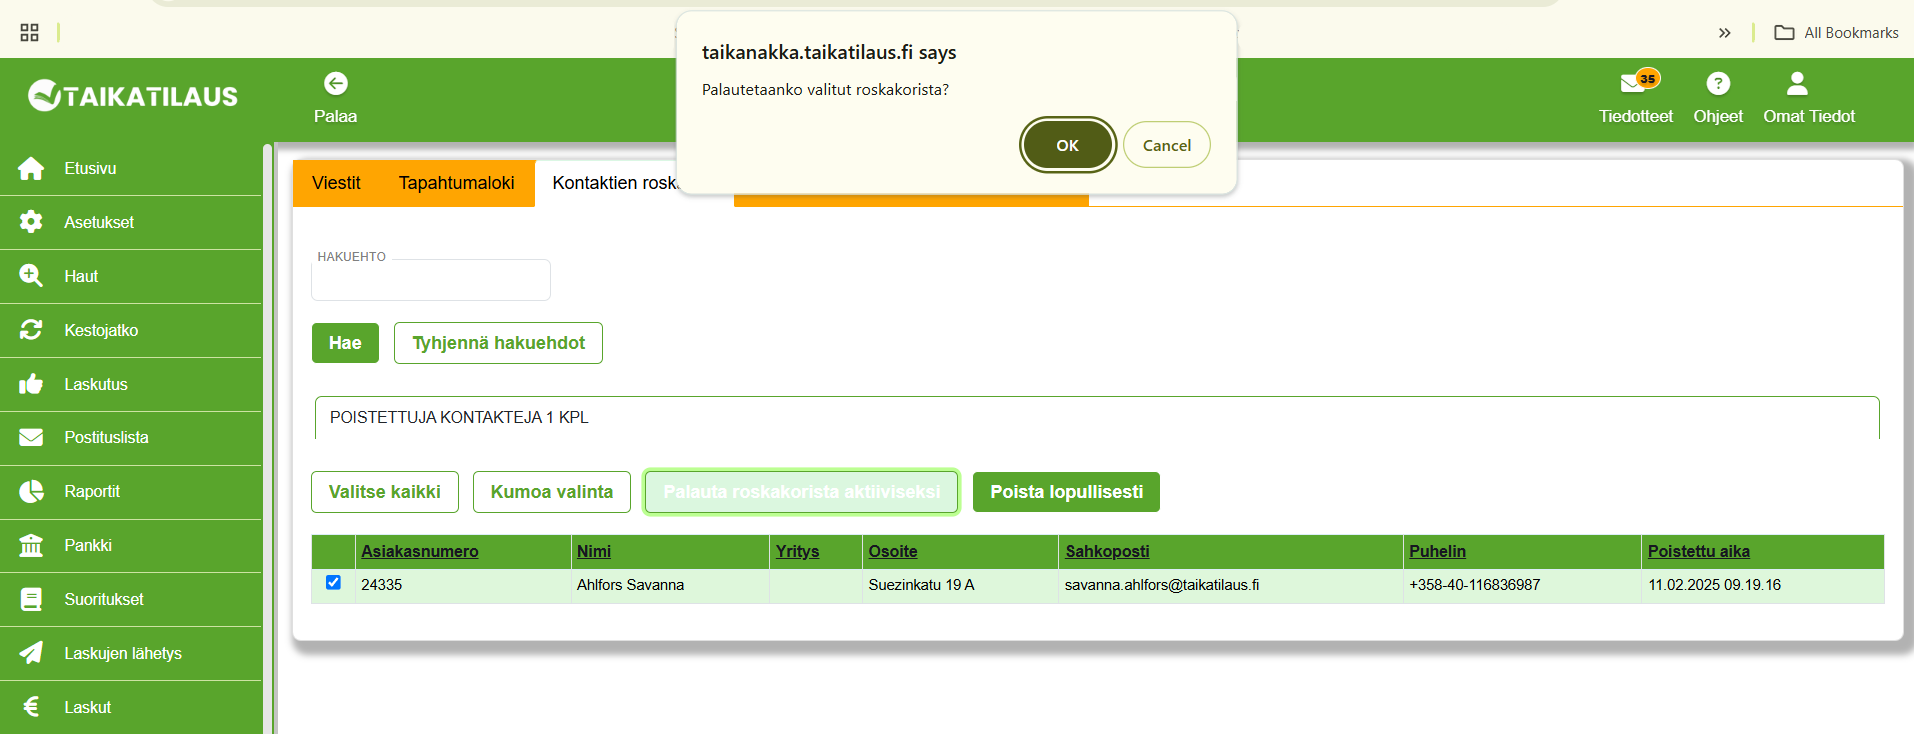 All Bookmarks
taikanakka.taikatilaus.fi says
Palautetaanko valitut roskakorista?
OK
Cancel
TAIKATILAUS
Palaa
35
Tiedotteet
Ohjeet
Omat Tiedot
Etusivu
Asetukset
Haut
Kestojatko
Laskutus
Postituslista
Raportit
Pankki
Suoritukset
Laskujen lähetys
Laskut
Viestit
Tapahtumaloki
Kontaktien roska
HAKUEHTO
Hae
Tyhjennä hakuehdot
POISTETTUJA KONTAKTEJA 1 KPL
Valitse kaikki
Kumoa valinta
Palauta roskakorista aktiiviseksi
Poista lopullisesti
Asiakasnumero Nimi Yritys Osoite Sahkoposti Puhelin Poistettu aika
24335 Ahlfors Savanna Suezinkatu 19 A savanna.ahlfors@taikatilaus.fi +358-40-116836987 11.02.2025 09.19.16